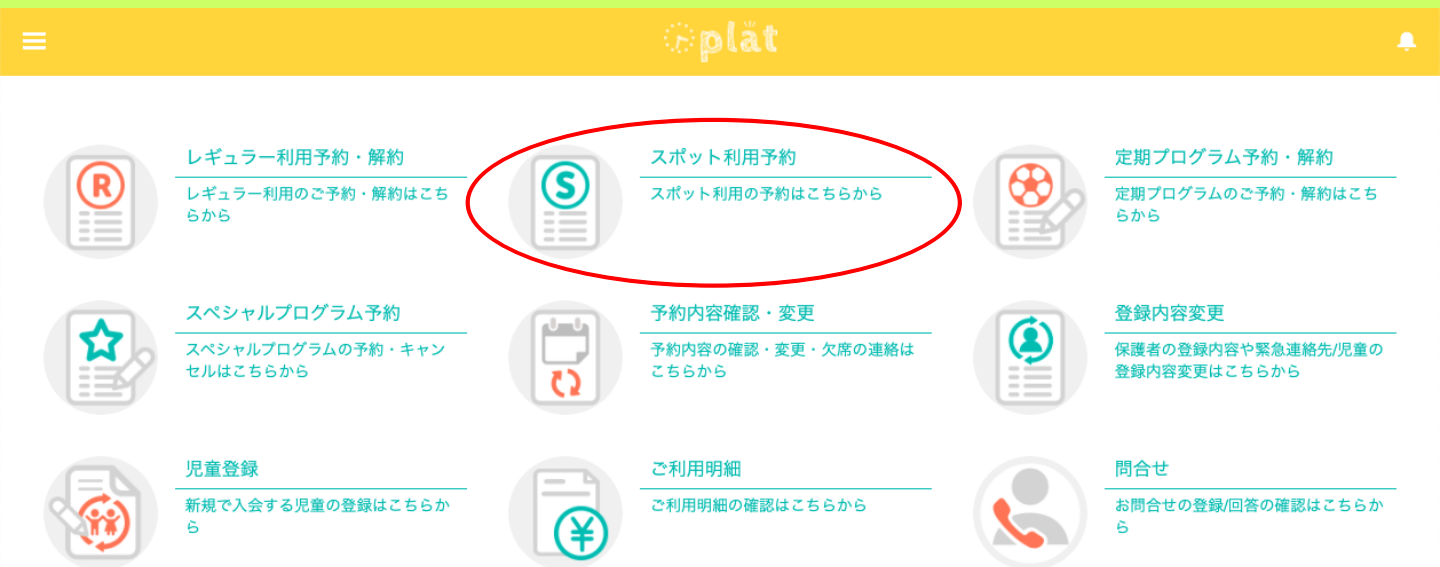 plat
レギュラー利用予約・解約
レギュラー利用のご予約・解約はこち
らから
R
スポット利用予約
スポット利用の予約はこちらから
S
定期プログラム予約・解約
定期プログラムのご予約・解約はこち
らから
スペシャルプログラム予約
スペシャルプログラムの予約・キャン
セルはこちらから
予約内容確認・変更
予約内容の確認・変更・欠席の連絡は
こちらから
登録内容変更
保護者の登録内容や緊急連絡先/児童の
登録内容変更はこちらから
児童登録
新規で入会する児童の登録はこちらか
ら
ご利用明細
ご利用明細の確認はこちらから
¥
問合せ
お問合せの登録/回答の確認はこちらか
ら